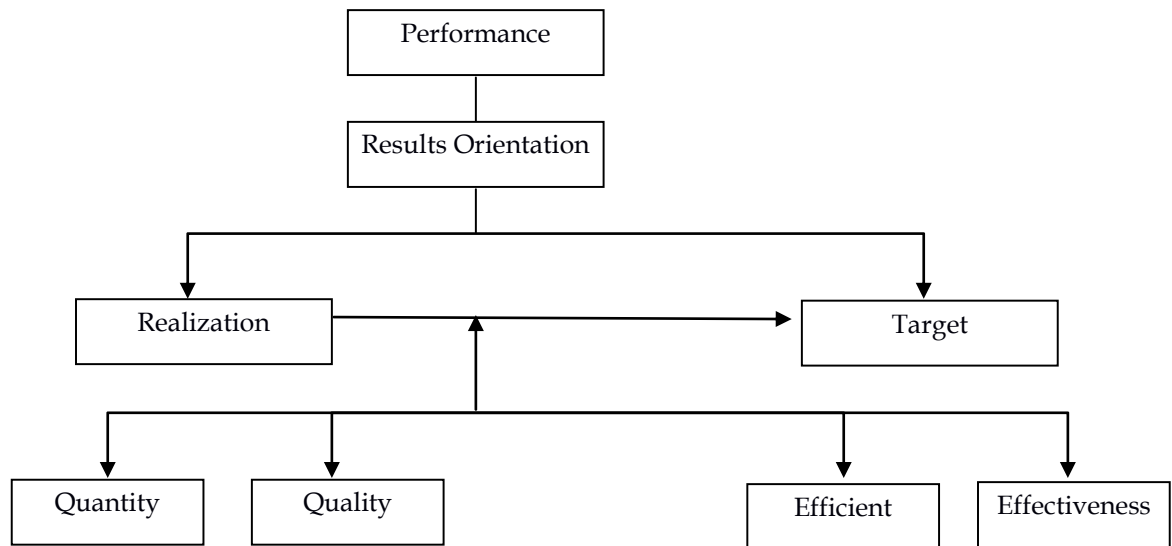 Performance
Results Orientation
Realization
Target
Quantity
Quality
Efficient
Effectiveness